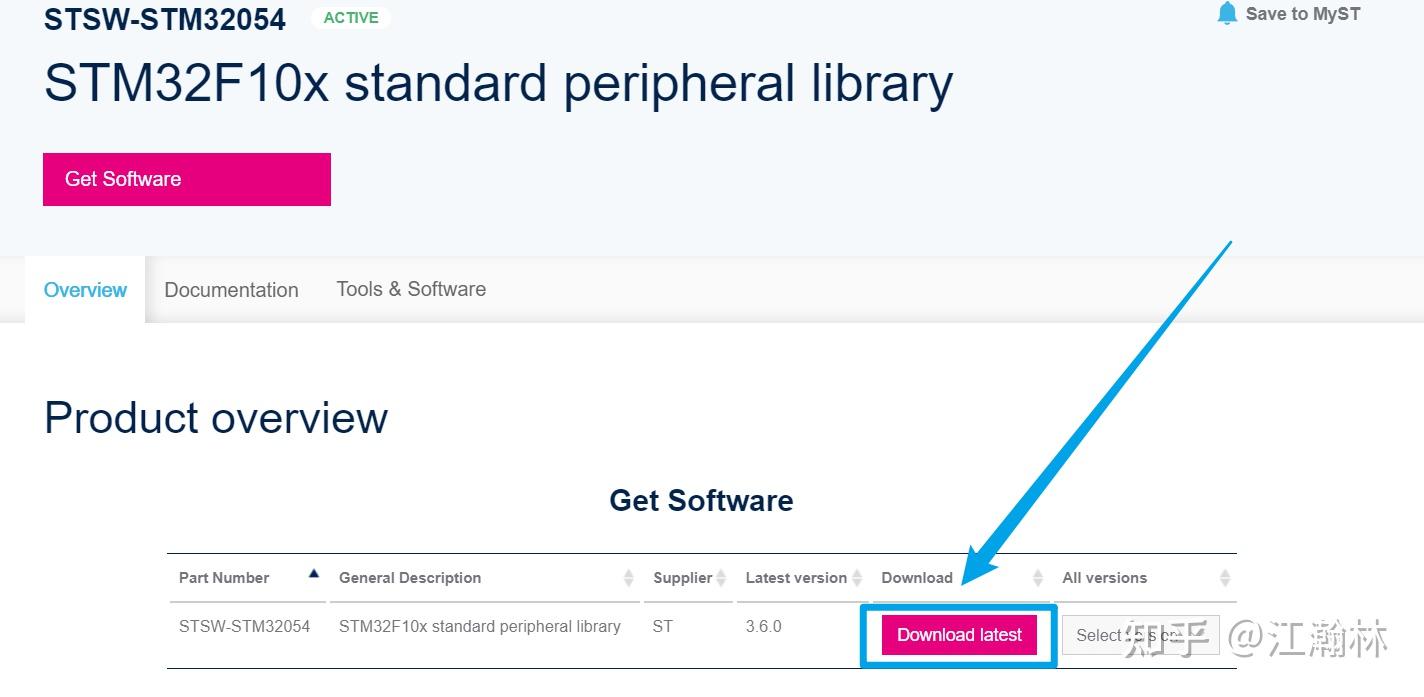 STSW-STM32054 ACTIVE Save to MyST
STM32F10x standard peripheral library
Get Software
Overview Documentation Tools & Software
Product overview
Get Software
Part Number General Description Supplier Latest version Download All versions
STSW-STM32054 STM32F10x standard peripheral library ST 3.6.0 Download latest Select version
知乎 @江瀚林